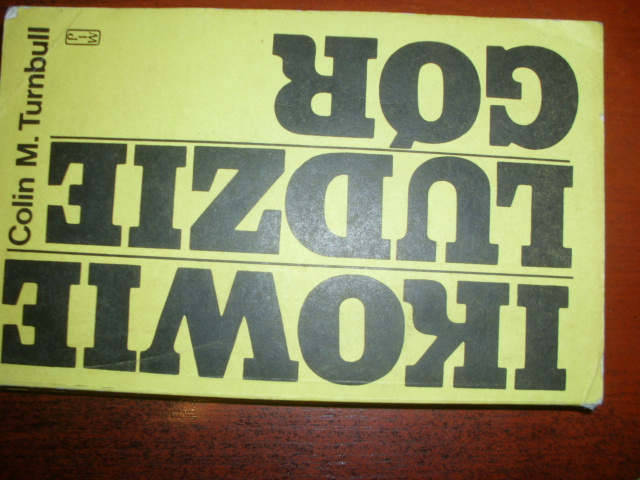 Colin M. Turnbull
PIW
IKOWIE
LUDZIE
GÓR